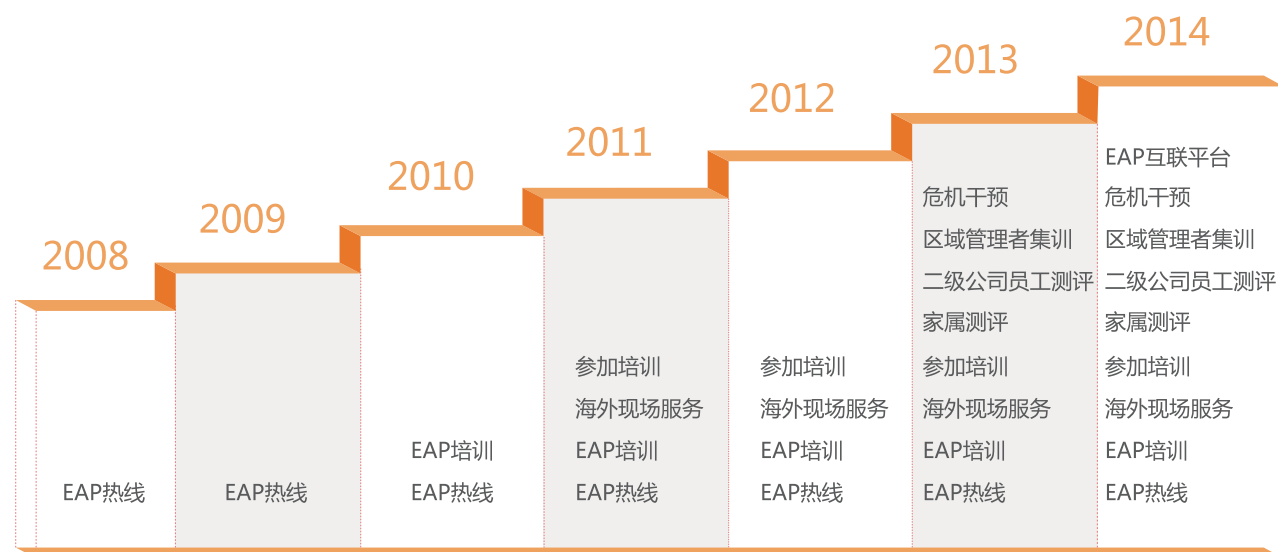 2008
EAP热线
2009
EAP热线
2010
EAP培训
EAP热线
2011
参加培训
海外现场服务
EAP培训
EAP热线
2012
参加培训
海外现场服务
EAP培训
EAP热线
2013
危机干预
区域管理者集训
二级公司员工测评
家属测评
参加培训
海外现场服务
EAP培训
EAP热线
2014
EAP互联平台
危机干预
区域管理者集训
二级公司员工测评
家属测评
参加培训
海外现场服务
EAP培训
EAP热线